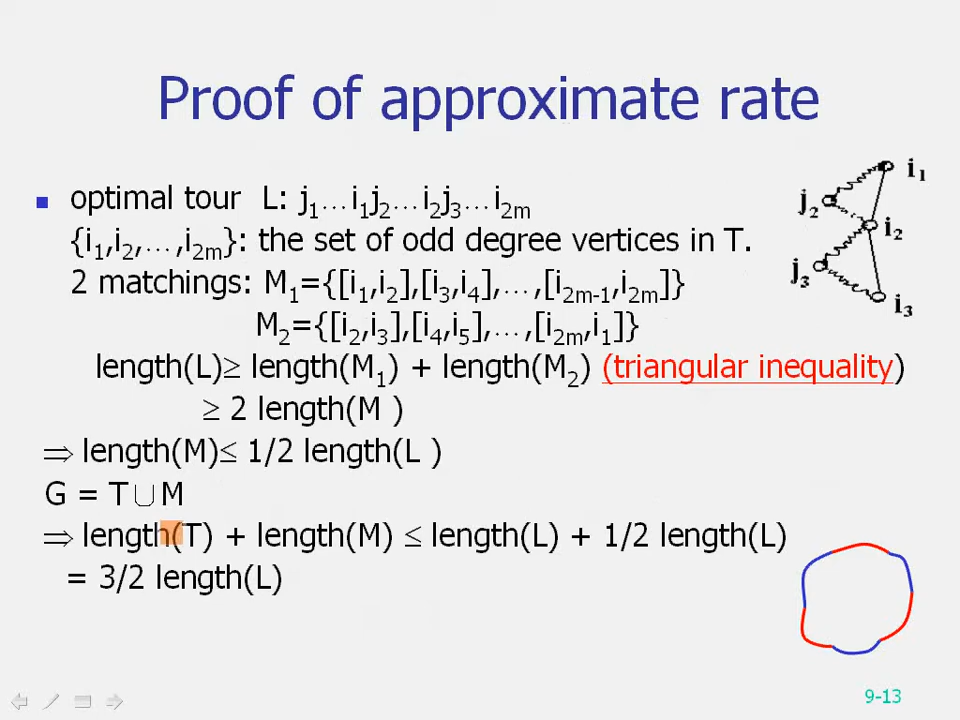 Proof of approximate rate
optimal tour L: j1…i1j2…i2j3…i2m
{i1,i2,…,i2m}: the set of odd degree vertices in T.
2 matchings: M1={[i1,i2],[i3,i4],…,[i2m-1,i2m]}
M2={[i2,i3],[i4,i5],…,[i2m,i1]}
length(L)≥ length(M1) + length(M2) (triangular inequality)
≥ 2 length(M )
⇒ length(M)≤ 1/2 length(L )
G = T∪M
⇒ length(T) + length(M) ≤ length(L) + 1/2 length(L)
= 3/2 length(L)
i1
j2
i2
j3
i3
9-13